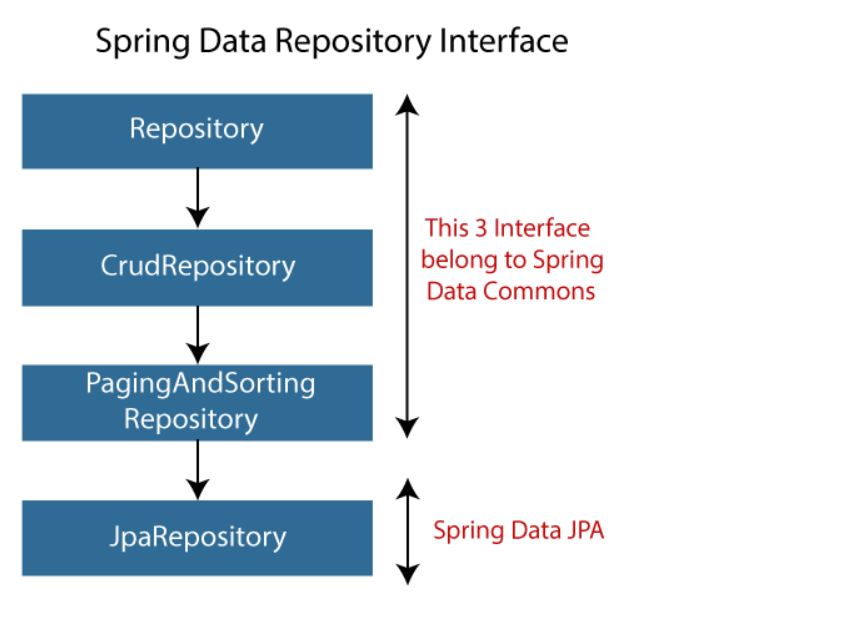 Spring Data Repository Interface
Repository
CrudRepository
PagingAndSorting
Repository
JpaRepository
This 3 Interface
belong to Spring
Data Commons
Spring Data JPA